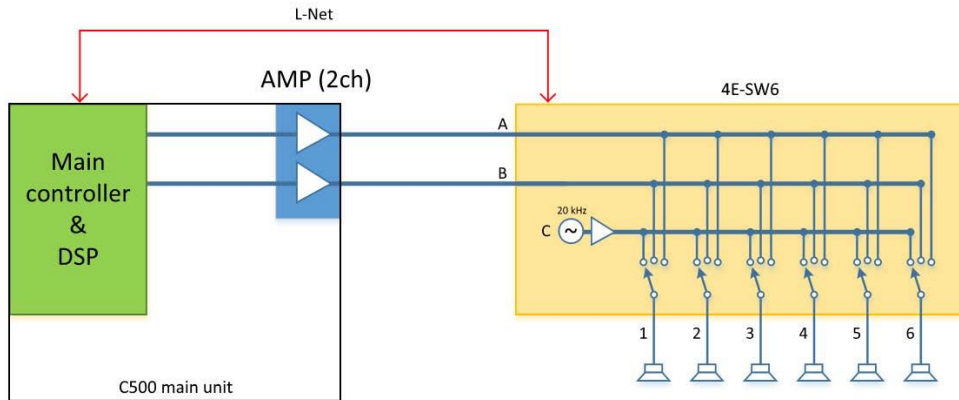 L-Net
AMP (2ch)
4E-SW6
A
Main
controller
&
DSP
B
20 kHz
C
~
1 2 3 4 5 6
C500 main unit